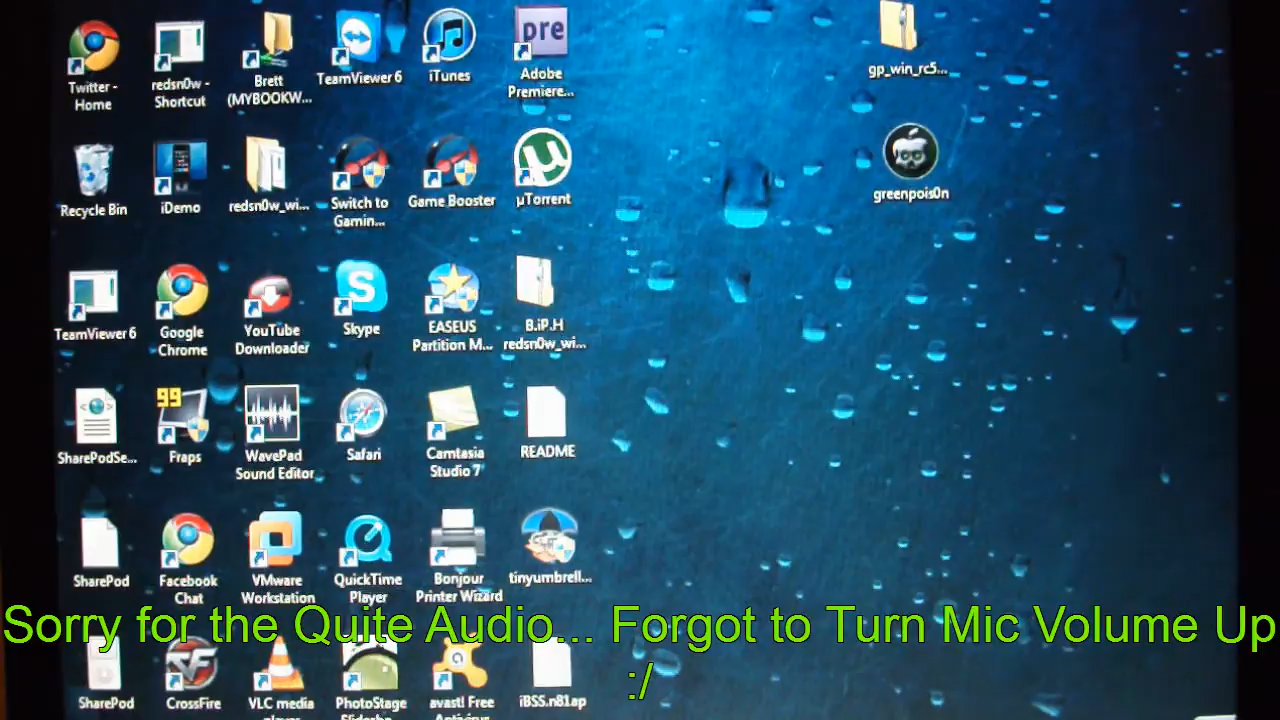 Twitter -
Home
redsn0w -
Shortcut
Brett
(MYBOOKW...
TeamViewer 6
iTunes
pre
Adobe
Premiere...
gp_win_rc5...
Recycle Bin
iDemo
redsn0w_wi...
Switch to
Gamin...
Game Booster
µ
µTorrent
greenpois0n
TeamViewer 6
Google
Chrome
YouTube
Downloader
S
Skype
EASEUS
Partition M...
B.iP.H
redsn0w_wi...
SharePodSe...
99
Fraps
WavePad
Sound Editor
Safari
Camtasia
Studio 7
README
SharePod
Facebook
Chat
VMware
Workstation
QuickTime
Player
Bonjour
Printer Wizard
tinyumbrell...
Sorry for the Quite Audio... Forgot to Turn Mic Volume Up
:/
SharePod
CF
CrossFire
VLC media
player
PhotoStage
Slidesho...
avast! Free
Antivirus
iBSS.n81ap